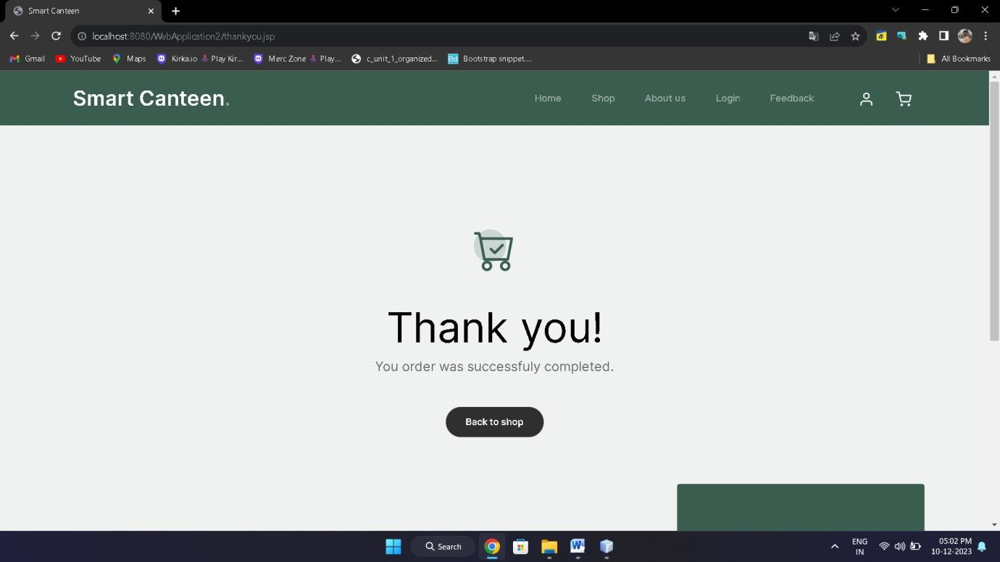 Smart Canteen
localhost:8080/WebApplication2/thankyou.jsp
Gmail YouTube Maps Kirka.io Play Kir... Merc Zone Play... c_unit_1_organized... Bd Bootstrap snippet.... All Bookmarks
Smart Canteen. Home Shop About us Login Feedback
Thank you!
You order was successfuly completed.
Back to shop
Search ENG 05:02 PM
IN 10-12-2023